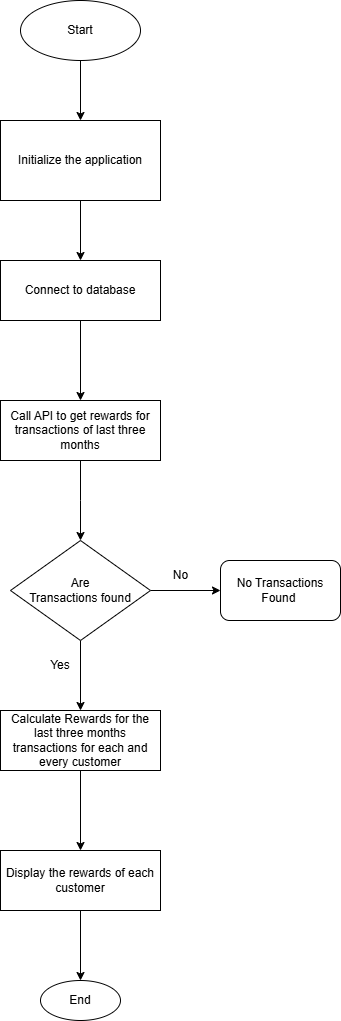 Start
Initialize the application
Connect to database
Call API to get rewards for
transactions of last three
months
Are
Transactions found
No
No Transactions
Found
Yes
Calculate Rewards for the
last three months
transactions for each and
every customer
Display the rewards of each
customer
End